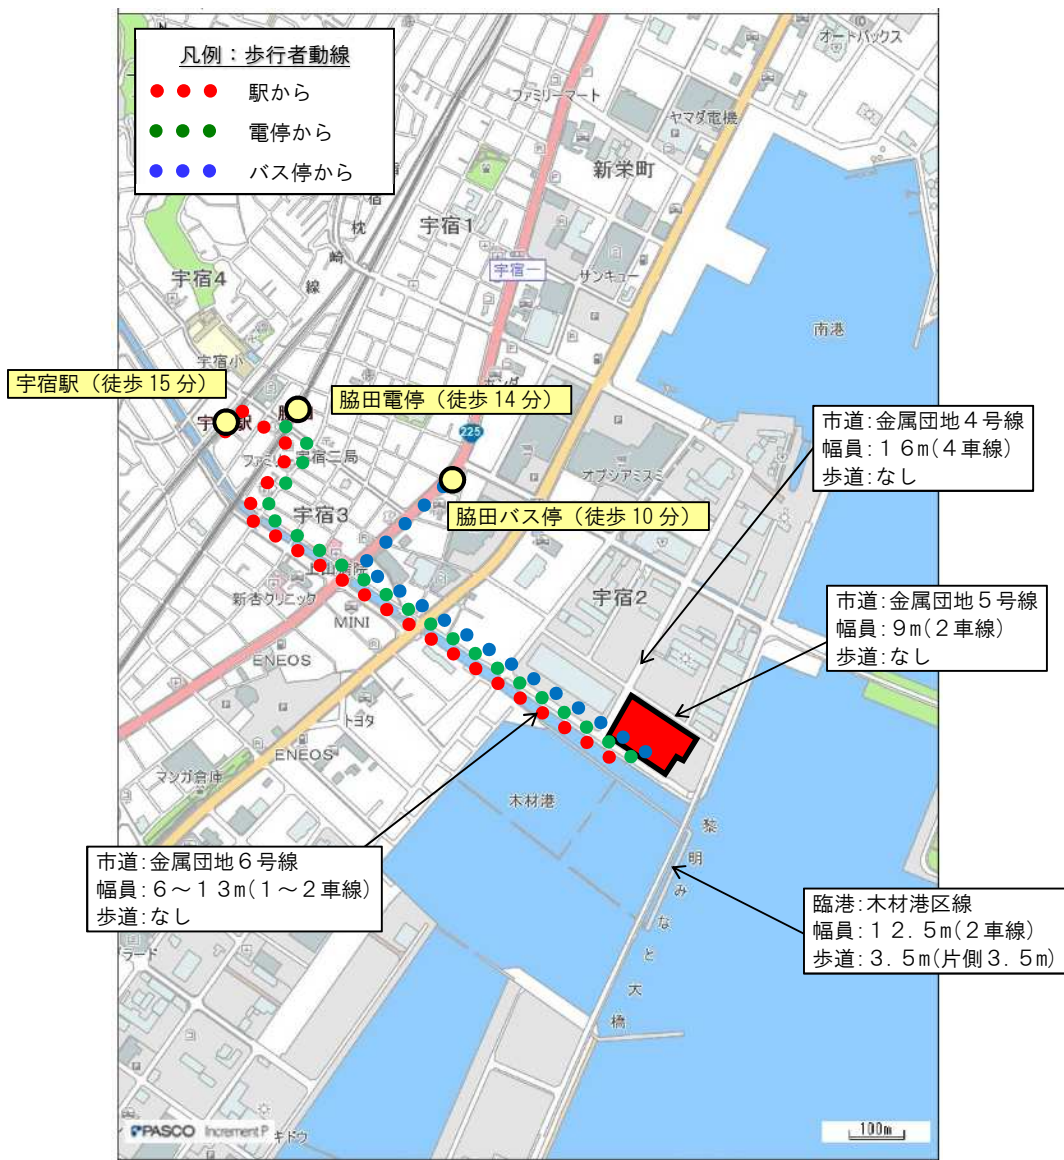 凡例：歩行者動線
駅から
電停から
バス停から
オートバックス
ファミリーマート
ヤマダ電機
新栄町
宇宿1
枕
崎
線
宇宿一
サンキュー
宇宿4
南港
宇宿小
宇宿駅（徒歩15分）
脇田電停（徒歩14分）
ホンダ
225
市道:金属団地４号線
幅員:１６m(４車線)
歩道:なし
オプシアミスミ
宇宿3
脇田バス停（徒歩10分）
新杏クリニック
MINI
宇宿2
市道:金属団地５号線
幅員:９m(２車線)
歩道:なし
ENEOS
トヨタ
ENEOS
マンガ倉庫
木材港
黎
明
み
な
と
大
橋
市道:金属団地６号線
幅員:６～１３m(１～２車線)
歩道:なし
臨港:木材港区線
幅員:１２.５m(２車線)
歩道:３.５m(片側３.５m)
PASCO Increment P
キドウ
100m